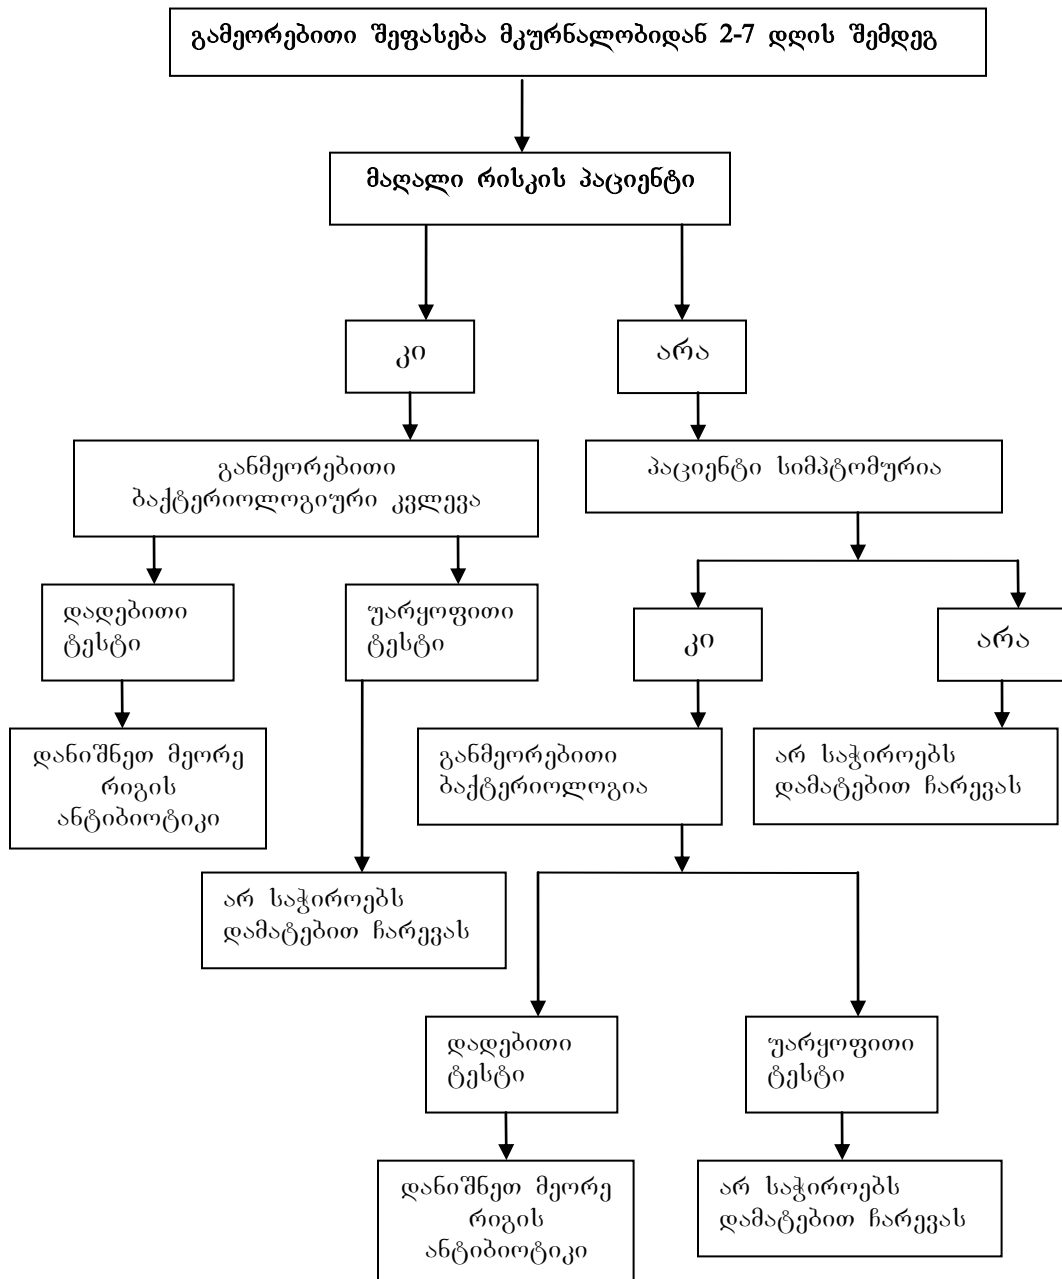 გამეორებითი შეფასება მკურნალობიდან 2-7 დღის შემდეგ
მაღალი რისკის პაციენტი
კი
არა
განმეორებითი
ბაქტერიოლოგიური კვლევა
პაციენტი სიმპტომურია
დადებითი
ტესტი
უარყოფითი
ტესტი
კი
არა
დანიშნეთ მეორე
რიგის
ანტიბიოტიკი
განმეორებითი
ბაქტერიოლოგია
არ საჭიროებს
დამატებით ჩარევას
არ საჭიროებს
დამატებით ჩარევას
დადებითი
ტესტი
უარყოფითი
ტესტი
დანიშნეთ მეორე
რიგის
ანტიბიოტიკი
არ საჭიროებს
დამატებით ჩარევას